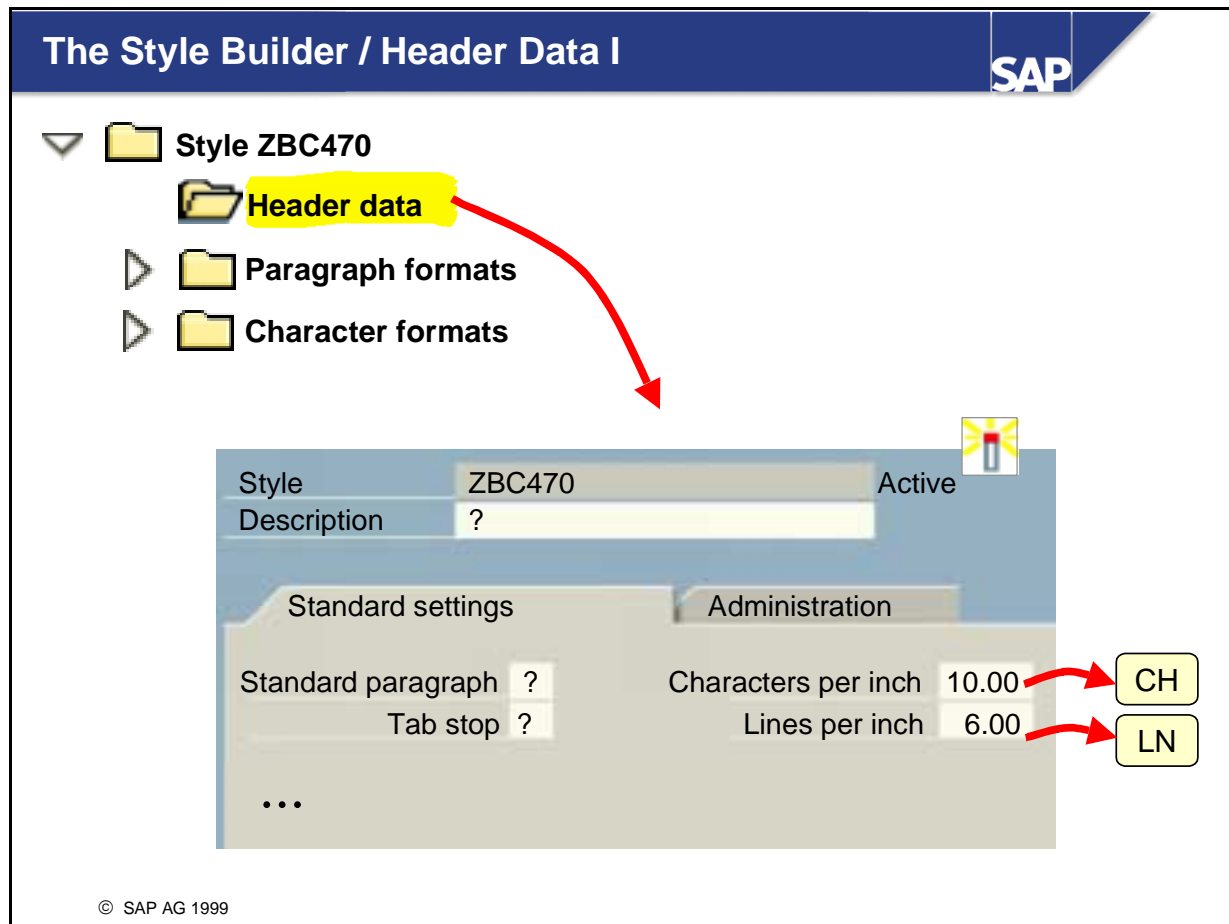 The Style Builder / Header Data I
SAP
Style ZBC470
Header data
Paragraph formats
Character formats
Style ZBC470 Active
Description ?
Standard settings Administration
Standard paragraph ? Characters per inch 10.00 CH
Tab stop ? Lines per inch 6.00 LN
...
© SAP AG 1999